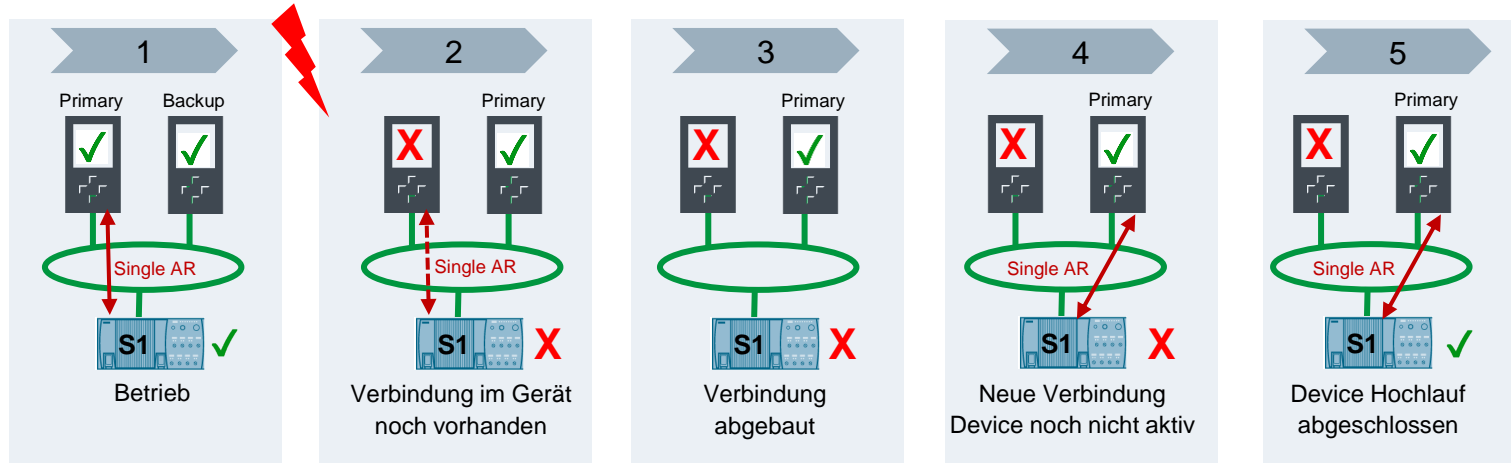 1
Primary Backup
Single AR
S1
Betrieb
2
Primary
X
Single AR
S1
X
Verbindung im Gerät
noch vorhanden
3
Primary
X
S1
X
Verbindung
abgebaut
4
Primary
X
Single AR
S1
X
Neue Verbindung
Device noch nicht aktiv
5
Primary
X
Single AR
S1
Device Hochlauf
abgeschlossen